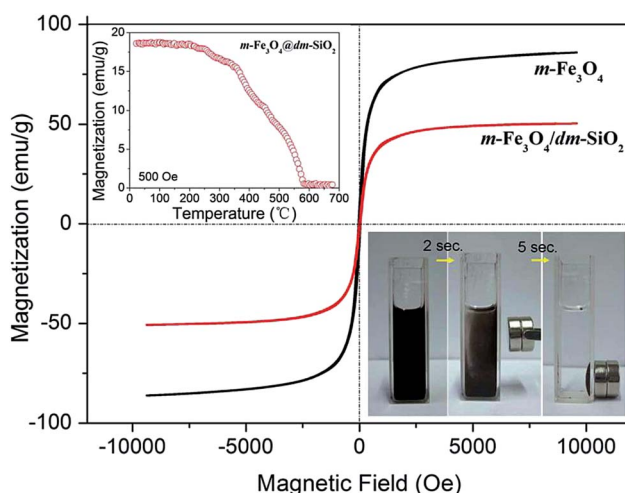 100
50
0
-50
-100
Magnetization (emu/g)
-10000 -5000 0 5000 10000
Magnetic Field (Oe)
m-Fe₃O₄
m-Fe₃O₄/dm-SiO₂
20
15
10
5
0
Magnetization (emu/g)
m-Fe₃O₄@dm-SiO₂
500 Oe
0 100 200 300 400 500 600 700
Temperature (℃)
2 sec.
5 sec.